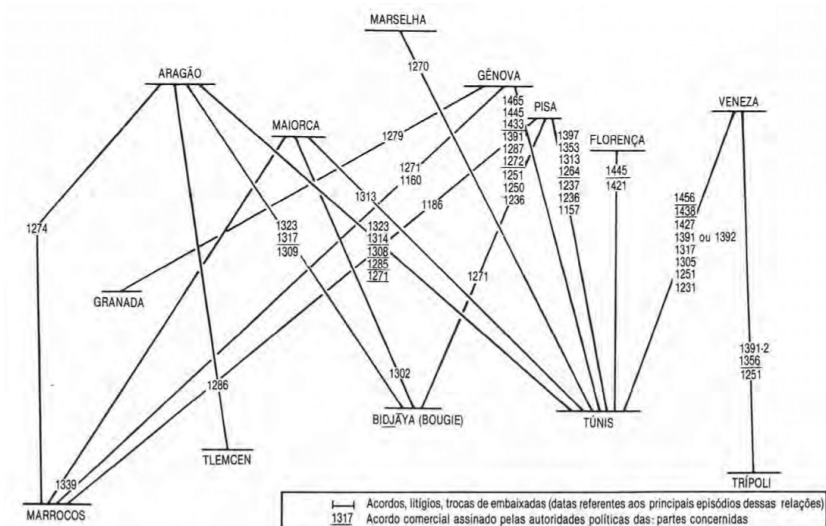 MARSELHA
ARAGÃO
1270
GÊNOVA
PISA
VENEZA
MAIORCA
FLORENÇA
1279
1465
1445
1433
1391
1287
1272
1251
1250
1236
1397
1353
1313
1264
1237
1236
1157
1445
1421
1271
1160
1313
1186
1274
1323
1317
1309
1323
1314
1308
1285
1271
1456
1438
1427
1391 ou 1392
1317
1305
1251
1231
GRANADA
1271
1286
1302
1391-2
1356
1251
BIDJĀYA (BOUGIE)
TÚNIS
TLEMCEN
1339
MARROCOS
TRÍPOLI
Acordos, litígios, trocas de embaixadas (datas referentes aos principais episódios dessas relações)
1317 Acordo comercial assinado pelas autoridades políticas das: partes concernidas